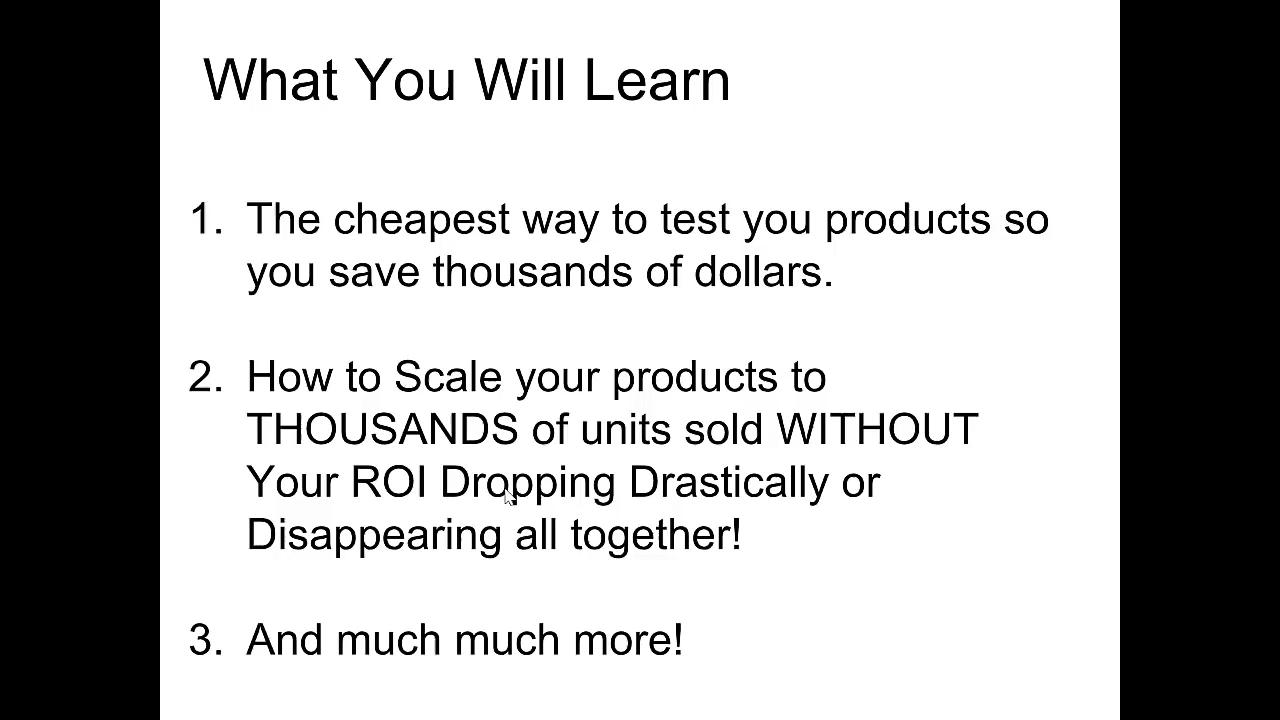 What You Will Learn
1. The cheapest way to test you products so
you save thousands of dollars.
2. How to Scale your products to
THOUSANDS of units sold WITHOUT
Your ROI Dropping Drastically or
Disappearing all together!
3. And much much more!